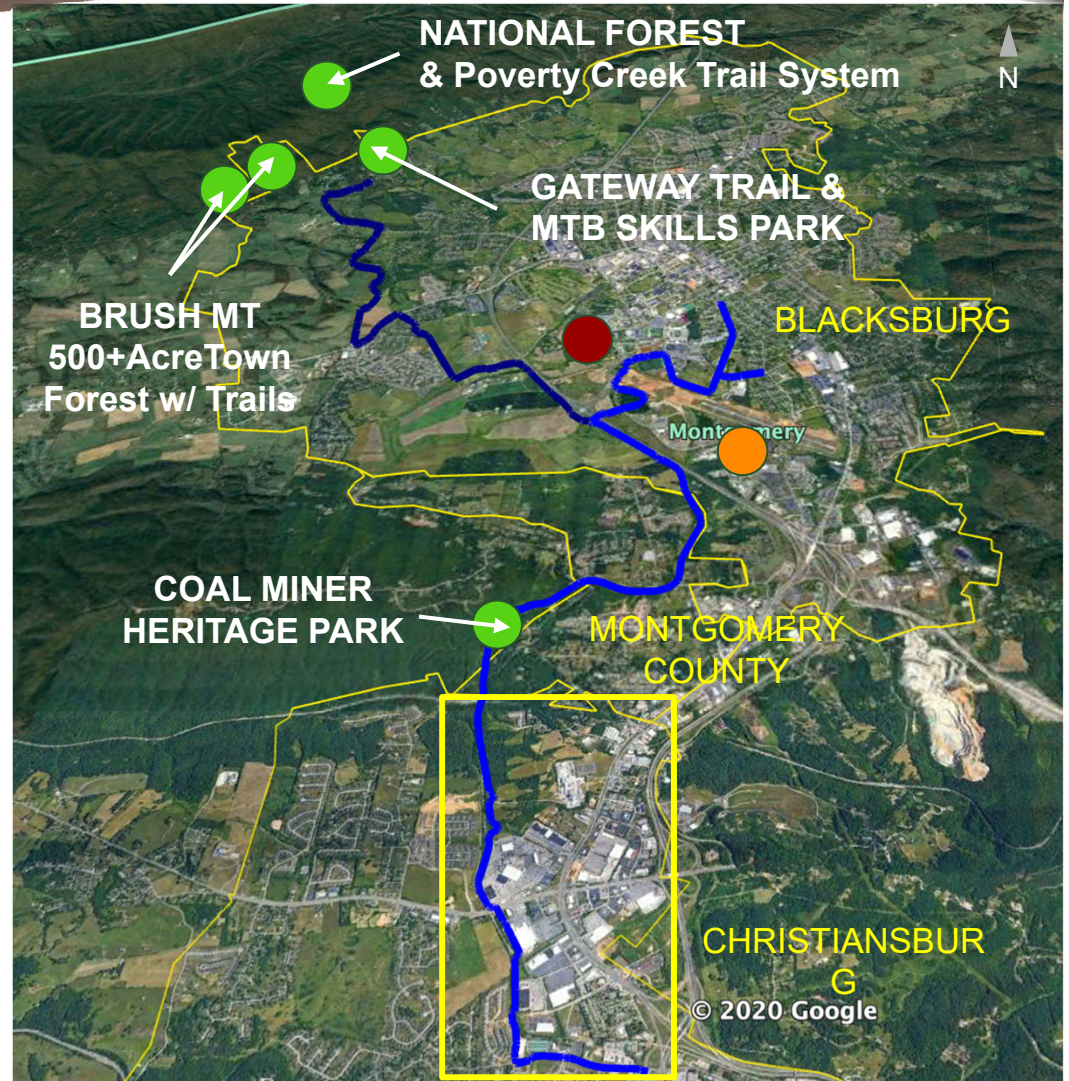 NATIONAL FOREST
& Poverty Creek Trail System
N
GATEWAY TRAIL &
MTB SKILLS PARK
BRUSH MT
500+AcreTown
Forest w/ Trails
BLACKSBURG
Montgomery
COAL MINER
HERITAGE PARK
MONTGOMERY
COUNTY
CHRISTIANSBUR
G
© 2020 Google